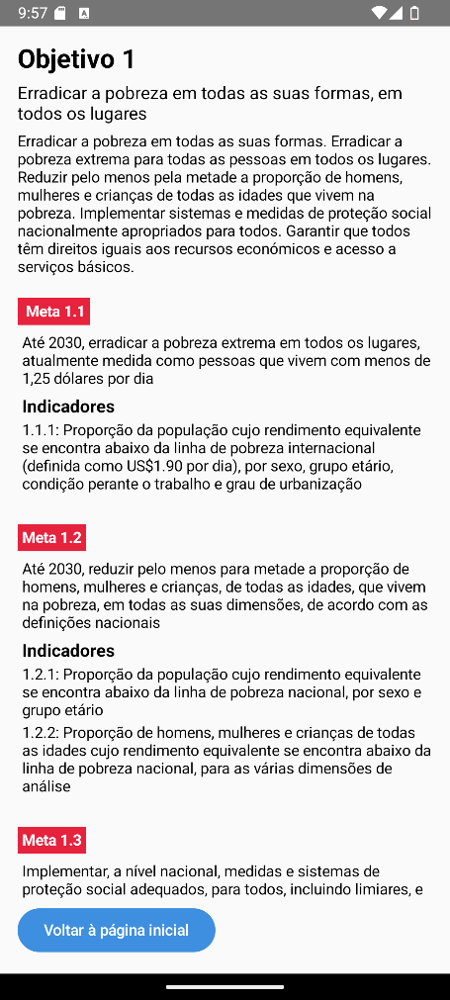 9:57
Objetivo 1
Erradicar a pobreza em todas as suas formas, em
todos os lugares
Erradicar a pobreza em todas as suas formas. Erradicar a
pobreza extrema para todas as pessoas em todos os lugares.
Reduzir pelo menos pela metade a proporção de homens,
mulheres e crianças de todas as idades que vivem na
pobreza. Implementar sistemas e medidas de proteção social
nacionalmente apropriados para todos. Garantir que todos
têm direitos iguais aos recursos económicos e acesso a
serviços básicos.
Meta 1.1
Até 2030, erradicar a pobreza extrema em todos os lugares,
atualmente medida como pessoas que vivem com menos de
1,25 dólares por dia
Indicadores
1.1.1: Proporção da população cujo rendimento equivalente
se encontra abaixo da linha de pobreza internacional
(definida como US$1.90 por dia), por sexo, grupo etário,
condição perante o trabalho e grau de urbanização
Meta 1.2
Até 2030, reduzir pelo menos para metade a proporção de
homens, mulheres e crianças, de todas as idades, que vivem
na pobreza, em todas as suas dimensões, de acordo com as
definições nacionais
Indicadores
1.2.1: Proporção da população cujo rendimento equivalente
se encontra abaixo da linha de pobreza nacional, por sexo e
grupo etário
1.2.2: Proporção de homens, mulheres e crianças de todas
as idades cujo rendimento equivalente se encontra abaixo da
linha de pobreza nacional, para as várias dimensões de
análise
Meta 1.3
Implementar, a nível nacional, medidas e sistemas de
proteção social adequados, para todos, incluindo limiares, e
Voltar à página inicial